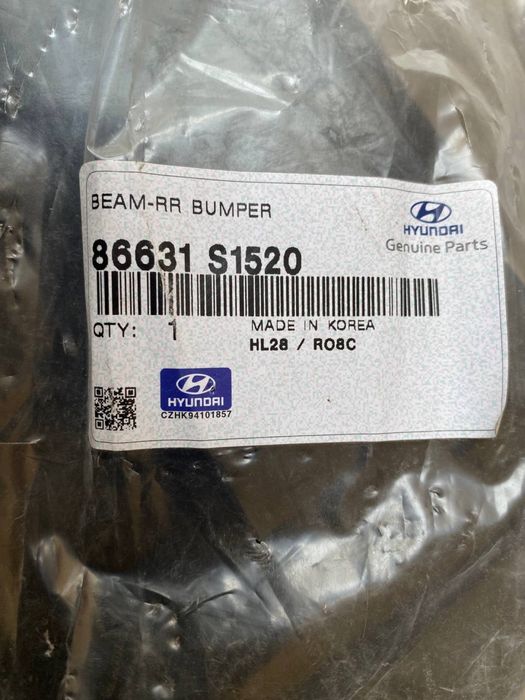 BEAM-RR BUMPER
HYUNDAI
Genuine Parts
86631 S1520
QTY: 1
MADE IN KOREA
HL28 / RO8C
HYUNDAI
CZHK94101857